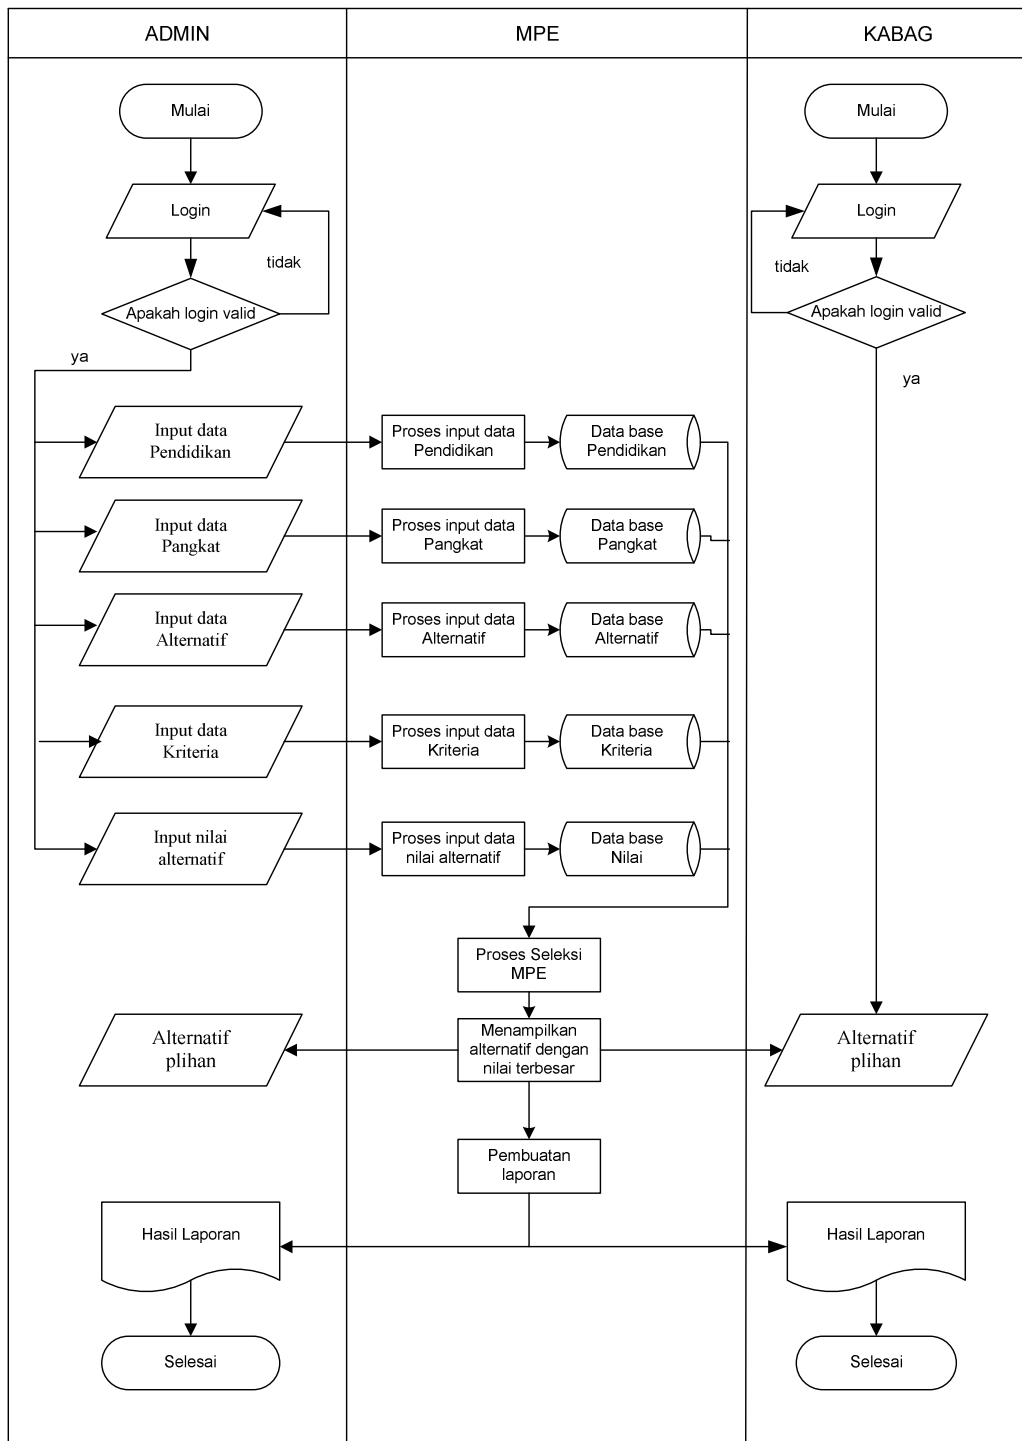 ADMIN
MPE
KABAG
Mulai
Mulai
Login
Login
tidak
tidak
Apakah login valid
Apakah login valid
ya
ya
Input data
Pendidikan
Proses input data
Pendidikan
Data base
Pendidikan
Input data
Pangkat
Proses input data
Pangkat
Data base
Pangkat
Input data
Alternatif
Proses input data
Alternatif
Data base
Alternatif
Input data
Kriteria
Proses input data
Kriteria
Data base
Kriteria
Input nilai
alternatif
Proses input data
nilai alternatif
Data base
Nilai
Proses Seleksi
MPE
Alternatif
plihan
Menampilkan
alternatif dengan
nilai terbesar
Alternatif
plihan
Pembuatan
laporan
Hasil Laporan
Hasil Laporan
Selesai
Selesai